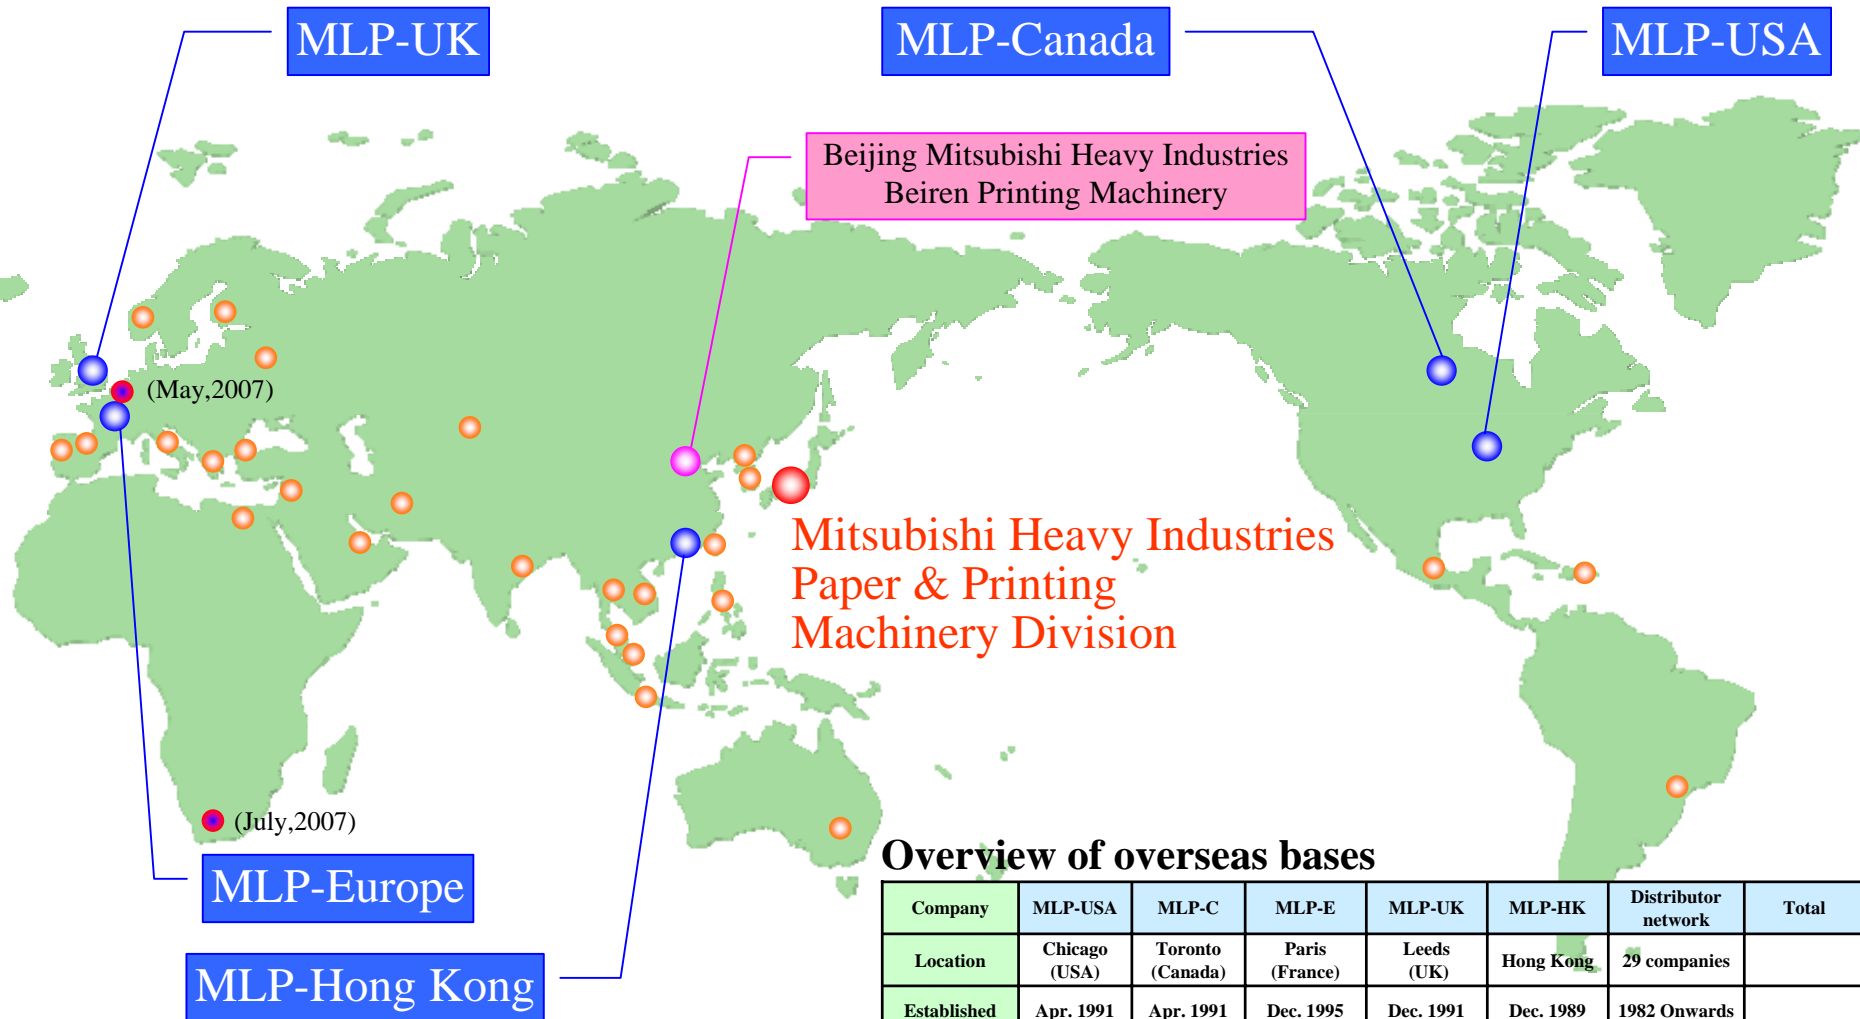 MLP-UK
MLP-Canada
MLP-USA
Beijing Mitsubishi Heavy Industries
Beiren Printing Machinery
(May,2007)
Mitsubishi Heavy Industries
Paper & Printing
Machinery Division
(July,2007)
MLP-Europe
MLP-Hong Kong
Overview of overseas bases
Company MLP-USA MLP-C MLP-E MLP-UK MLP-HK Distributor network Total
Location Chicago (USA) Toronto (Canada) Paris (France) Leeds (UK) Hong Kong 29 companies
Established Apr. 1991 Apr. 1991 Dec. 1995 Dec. 1991 Dec. 1989 1982 Onwards